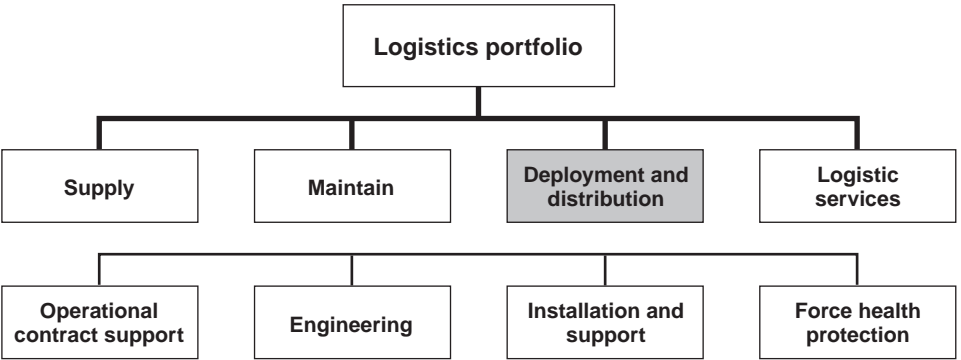 Logistics portfolio
Supply
Maintain
Deployment and
distribution
Logistic
services
Operational
contract support
Engineering
Installation and
support
Force health
protection